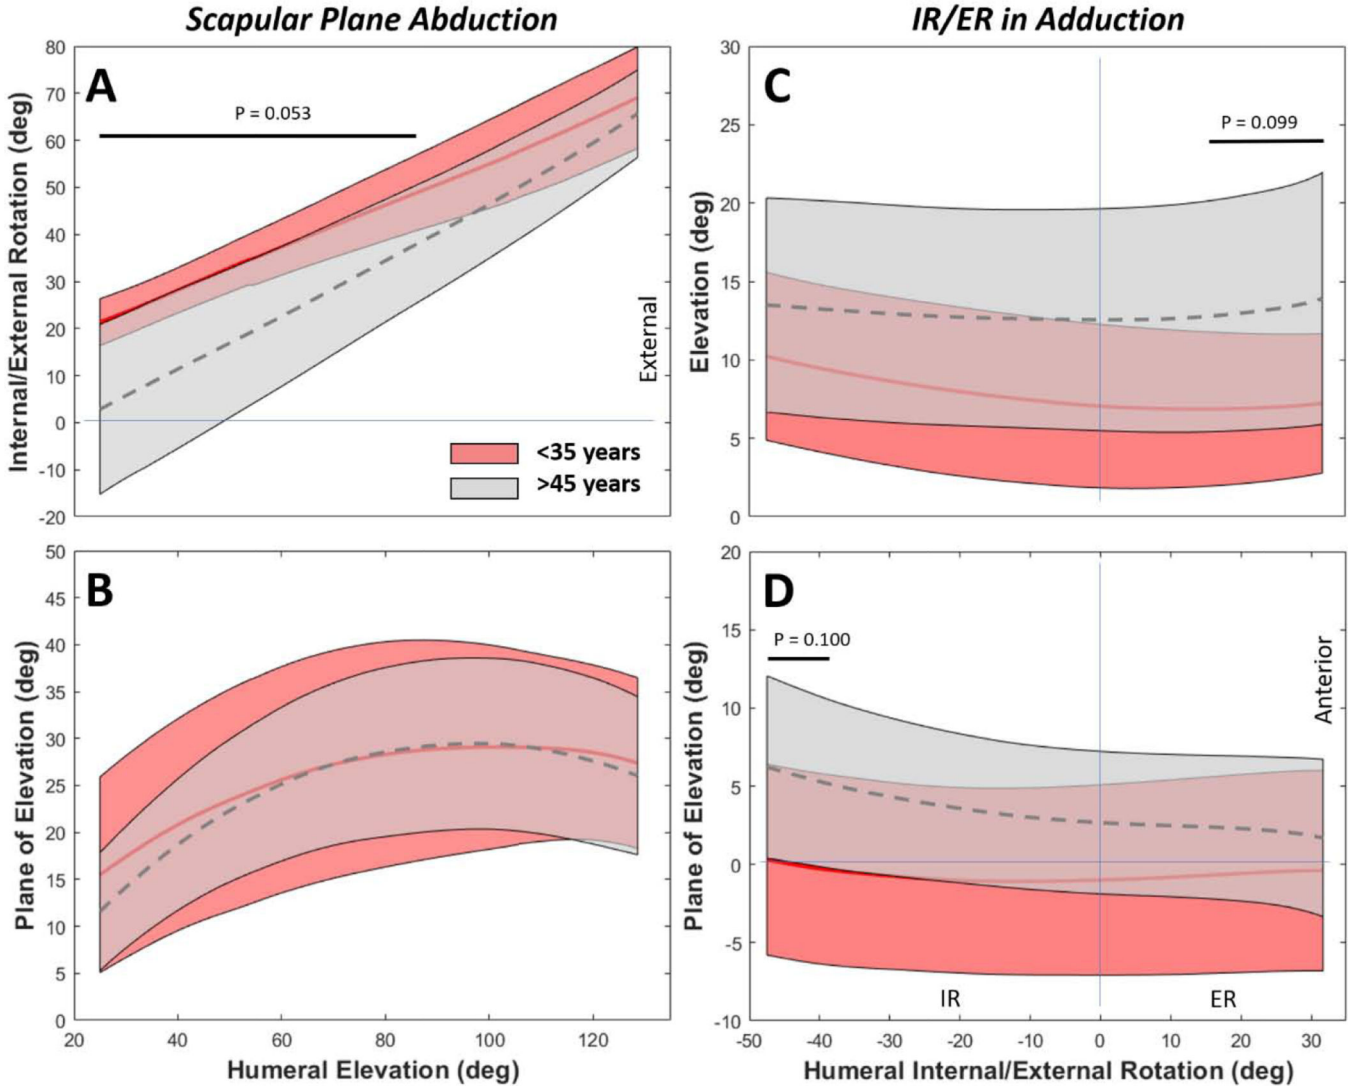 Scapular Plane Abduction
IR/ER in Adduction
A
P = 0.053
80
70
60
50
40
30
20
10
0
-10
-20
Internal/External Rotation (deg)
External
<35 years
>45 years
C
P = 0.099
30
25
20
15
10
5
0
Elevation (deg)
B
50
45
40
35
30
25
20
15
10
5
0
Plane of Elevation (deg)
20 40 60 80 100 120
Humeral Elevation (deg)
D
P = 0.100
20
15
10
5
0
-5
-10
Plane of Elevation (deg)
Anterior
IR ER
-50 -40 -30 -20 -10 0 10 20 30
Humeral Internal/External Rotation (deg)